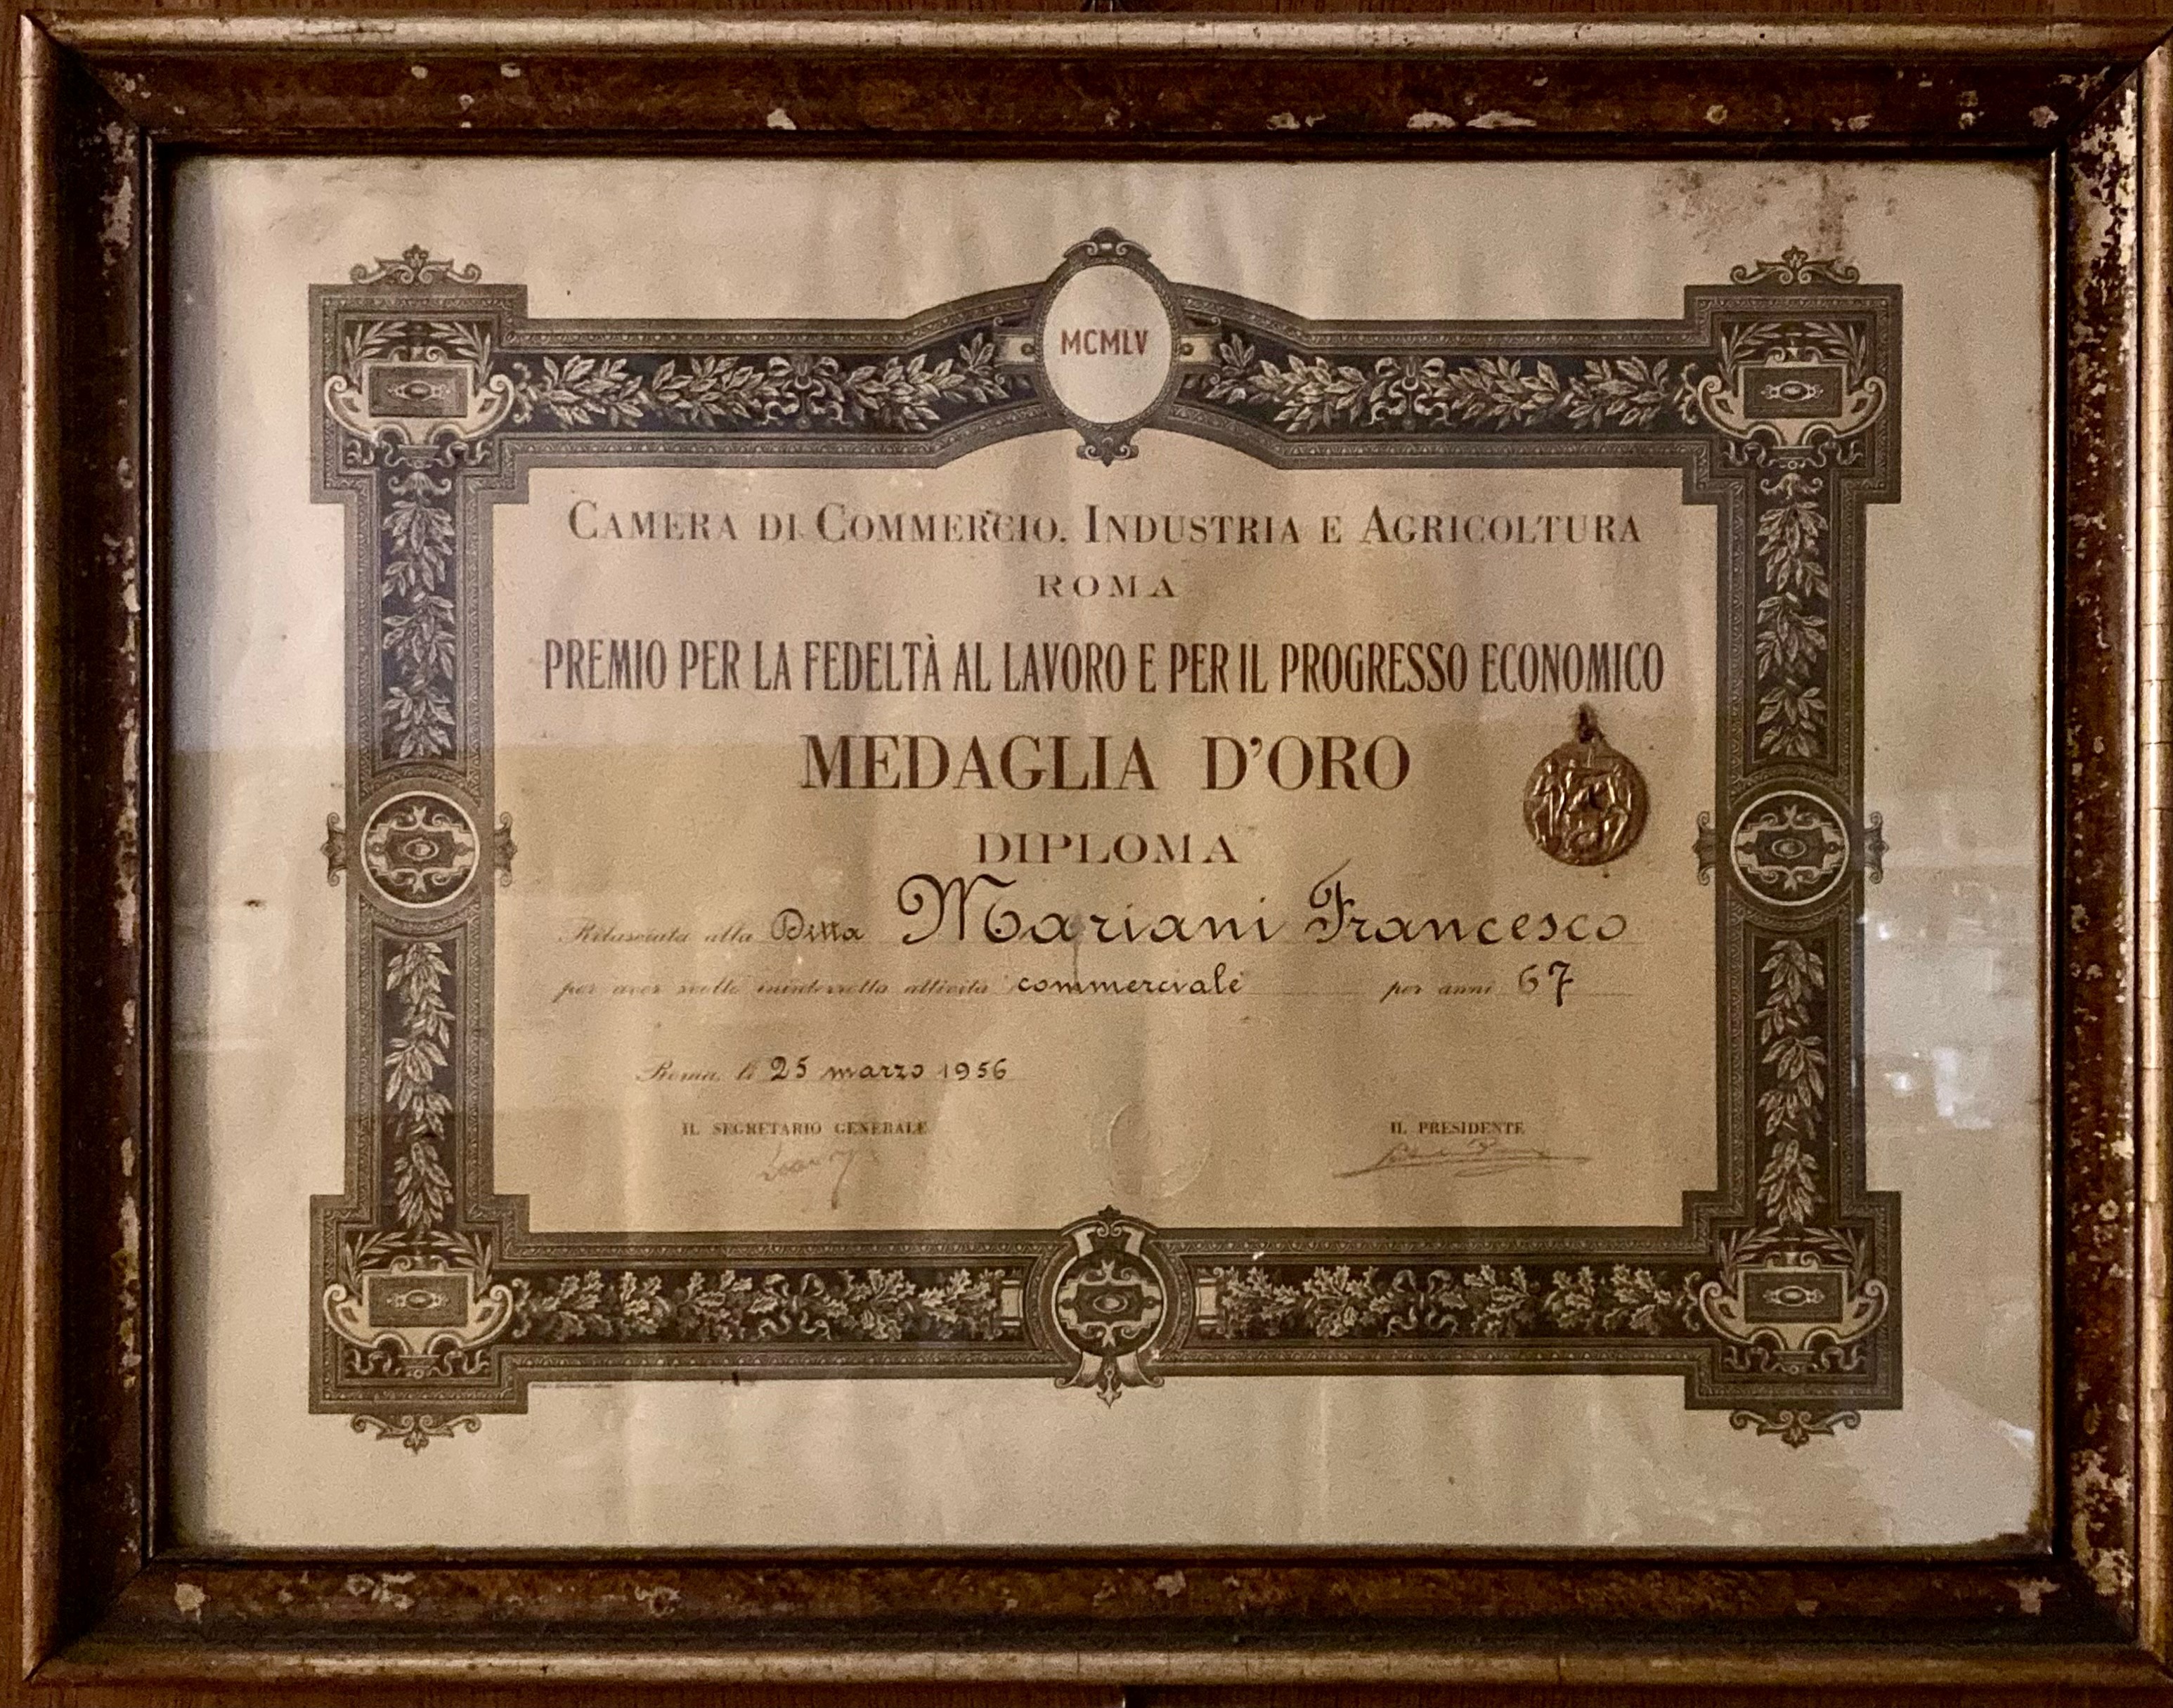 MCMLV
CAMERA DI COMMERCIO, INDUSTRIA E AGRICOLTURA
ROMA
PREMIO PER LA FEDELTÀ AL LAVORO E PER IL PROGRESSO ECONOMICO
MEDAGLIA D'ORO
DIPLOMA
Rilasciata alla Ditta Mariani Francesco
per aver svolto ininterrotta attività commerciale per anni 67
Roma, li 25 marzo 1956
IL SEGRETARIO GENERALE IL PRESIDENTE